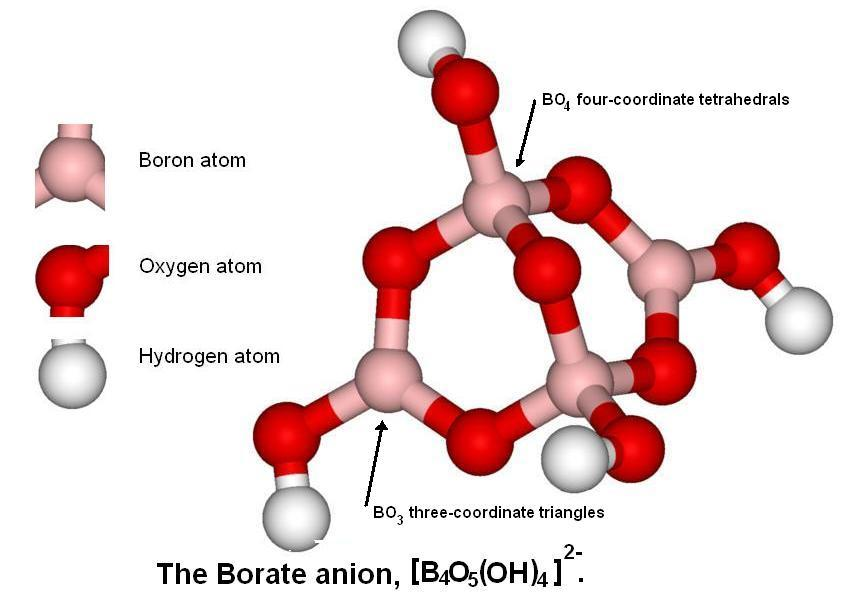 BO₄ four-coordinate tetrahedrals
Boron atom
Oxygen atom
Hydrogen atom
BO₃ three-coordinate triangles
The Borate anion, [B₄O₅(OH)₄]²⁻.